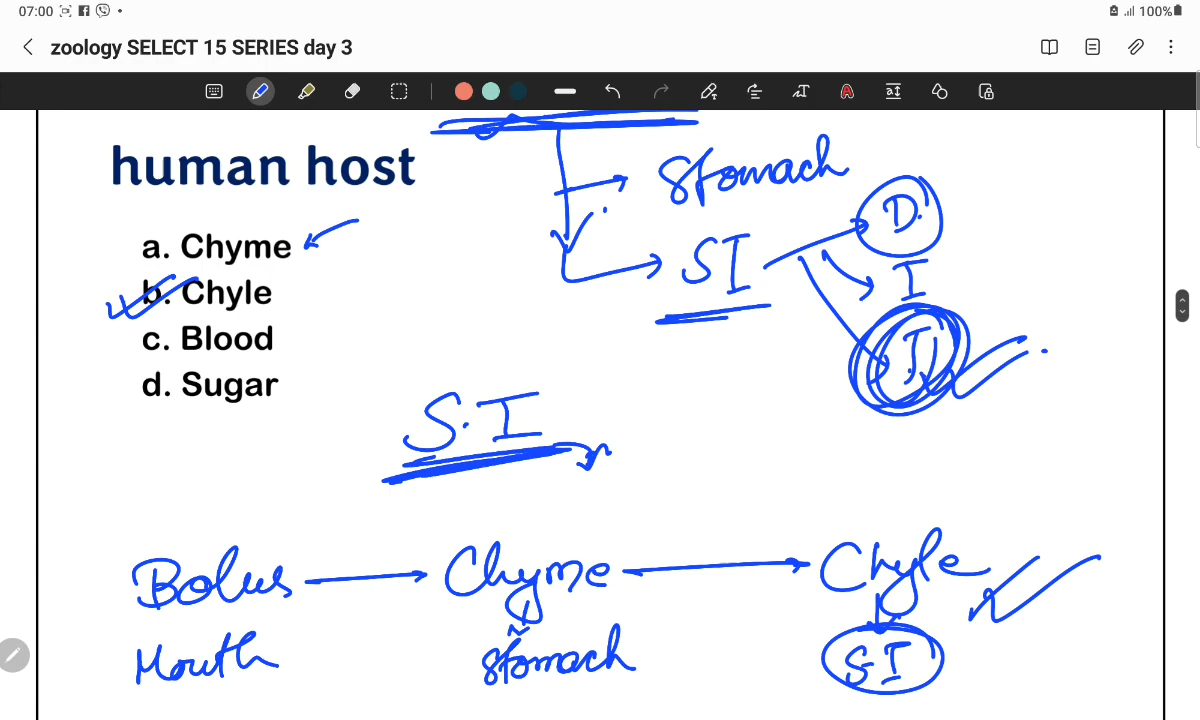 07:00
100%
zoology SELECT 15 SERIES day 3
human host
a. Chyme
b. Chyle
c. Blood
d. Sugar
Stomach
SI
D.
I
S.I
Bolus
Chyme
Chyle
Mouth
stomach
S.I